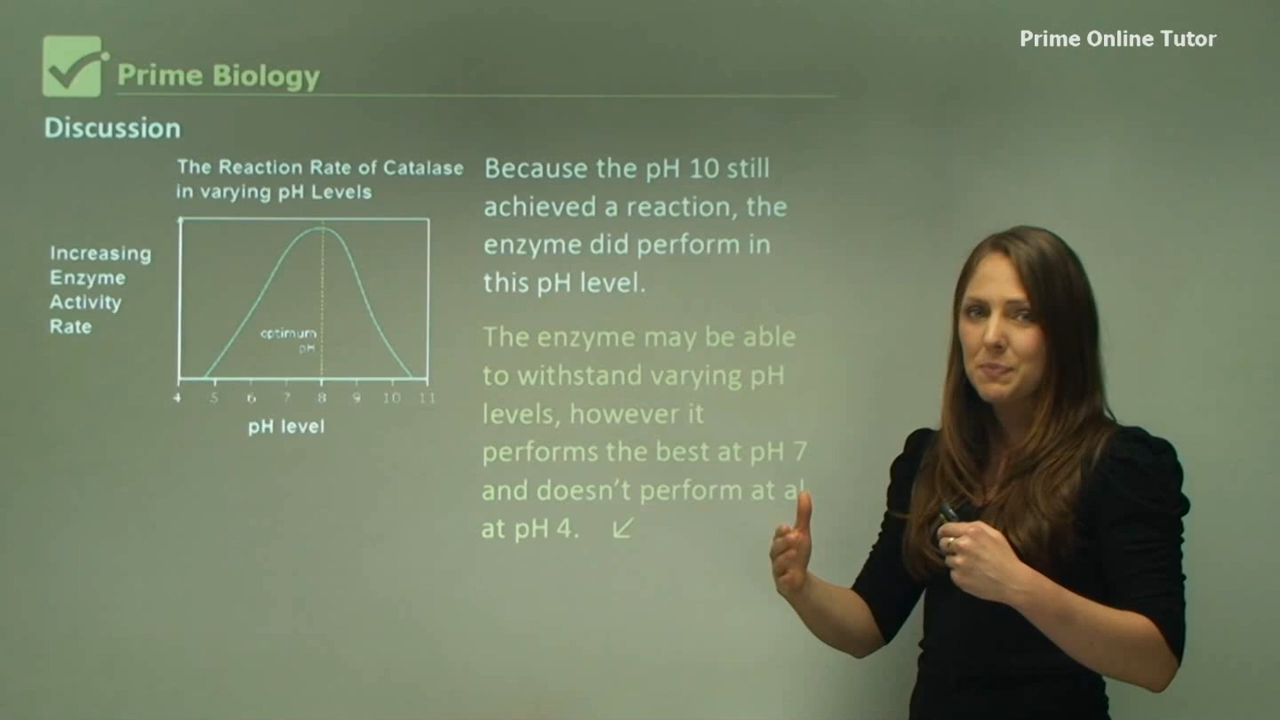 Prime Online Tutor
Prime Biology
Discussion
The Reaction Rate of Catalase
in varying pH Levels
Increasing
Enzyme
Activity
Rate
optimum
pH
4 5 6 7 8 9 10 11
pH level
Because the pH 10 still
achieved a reaction, the
enzyme did perform in
this pH level.
The enzyme may be able
to withstand varying pH
levels, however it
performs the best at pH 7
and doesn't perform at al
at pH 4.